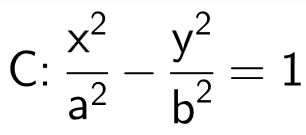 C: x²/a² − y²/b² = 1